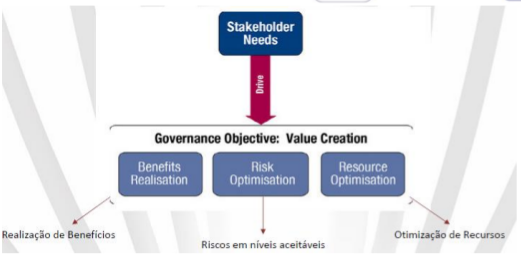 Stakeholder
Needs
Drive
Governance Objective: Value Creation
Benefits
Realisation
Risk
Optimisation
Resource
Optimisation
Realização de Benefícios
Riscos em níveis aceitáveis
Otimização de Recursos